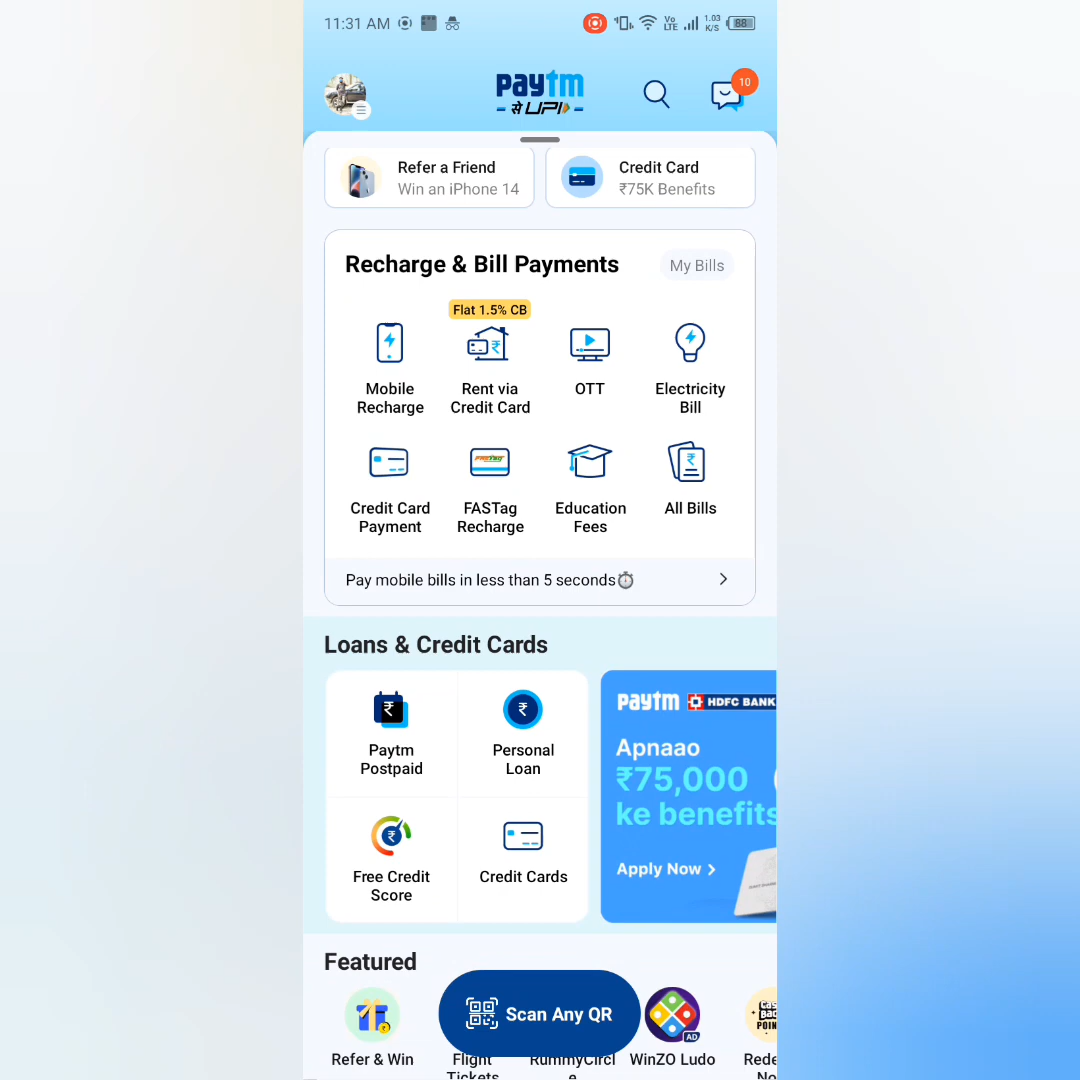 11:31 AM
Vo LTE 1.03 K/S 88
paytm
से UPI
10
Refer a Friend
Win an iPhone 14
Credit Card
₹75K Benefits
Recharge & Bill Payments
My Bills
Flat 1.5% CB
Mobile
Recharge
Rent via
Credit Card
OTT
Electricity
Bill
Credit Card
Payment
FASTag
Recharge
Education
Fees
All Bills
Pay mobile bills in less than 5 seconds⏱️
Loans & Credit Cards
Paytm
Postpaid
Personal
Loan
Free Credit
Score
Credit Cards
paytm HDFC BANK
Apnaao
₹75,000
ke benefits
Apply Now >
Featured
Scan Any QR
Refer & Win
Flight
Tickets
RummyCircl
e
AD
WinZO Ludo
Rede
No